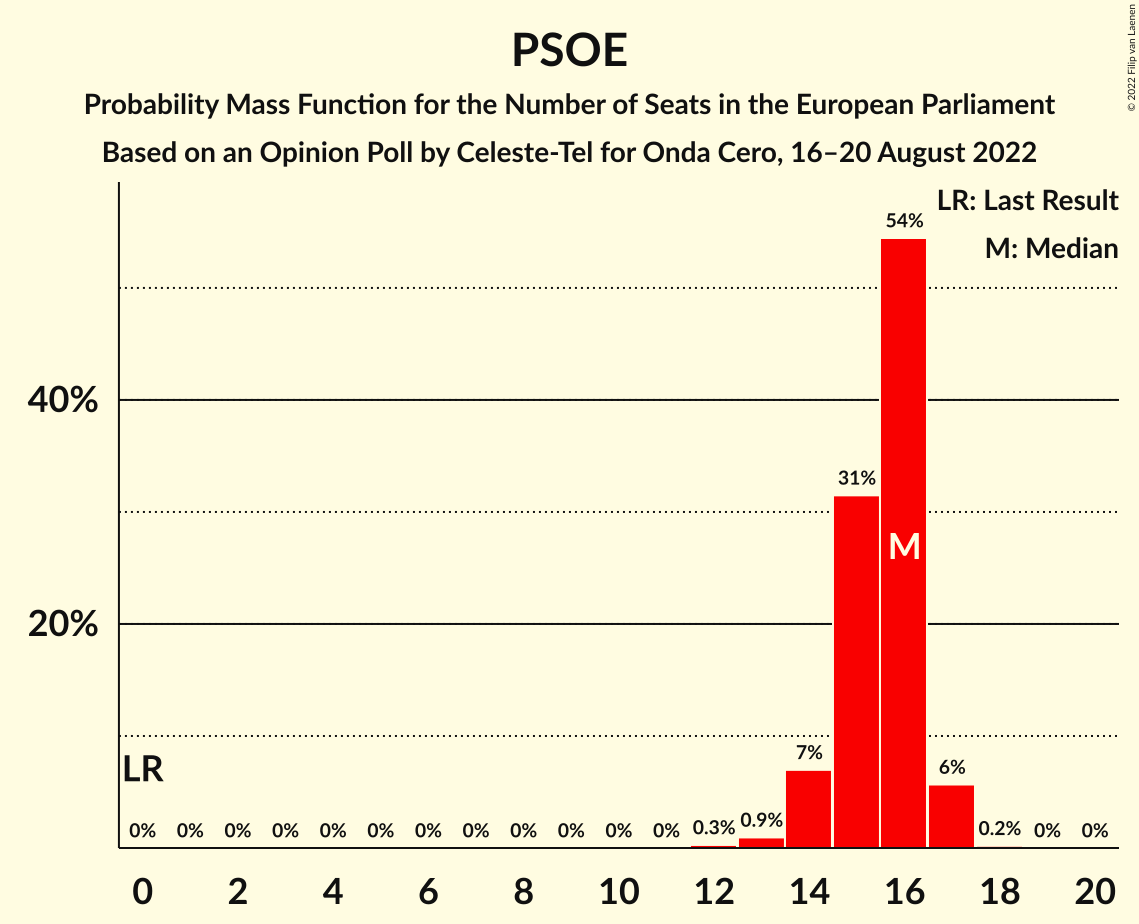 PSOE
Probability Mass Function for the Number of Seats in the European Parliament
Based on an Opinion Poll by Celeste-Tel for Onda Cero, 16–20 August 2022
© 2022 Filip van Laenen
LR: Last Result
M: Median
54%
40%
31%
M
20%
7%
6%
LR
0% 0% 0% 0% 0% 0% 0% 0% 0% 0% 0% 0% 0.3% 0.9% 0.2% 0% 0%
0 2 4 6 8 10 12 14 16 18 20